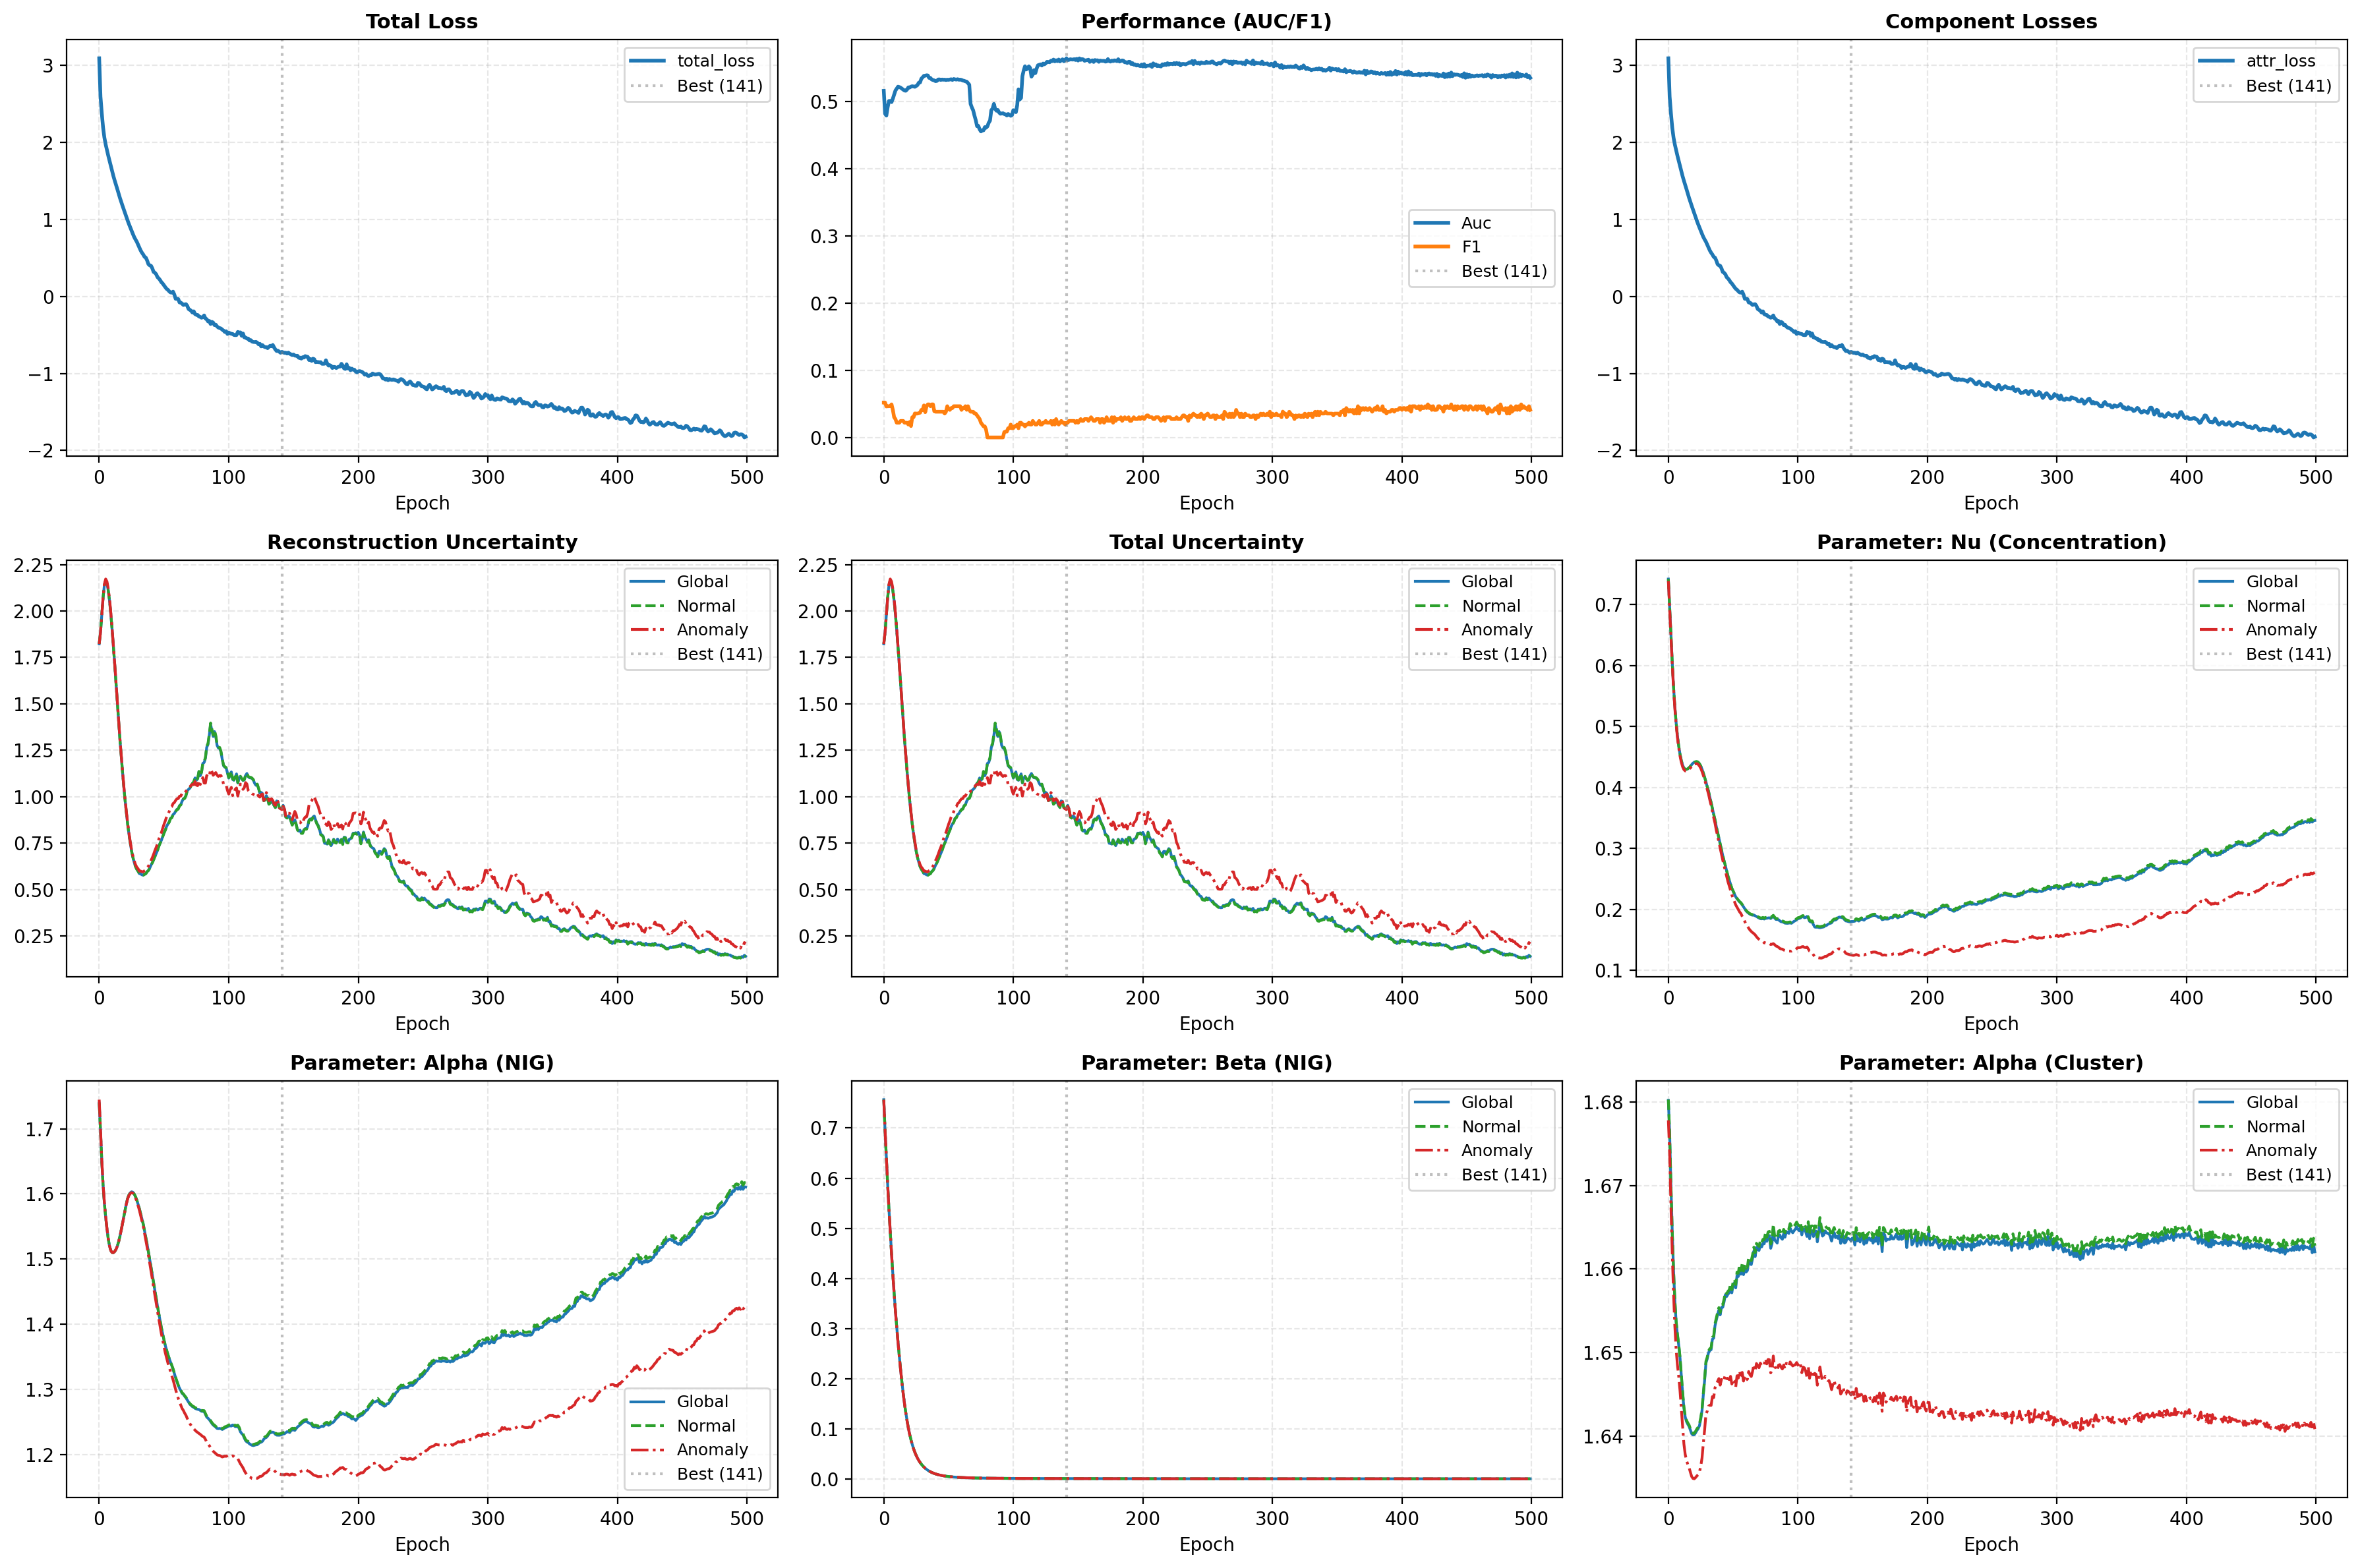 Total Loss
3
2
1
0
−1
−2
total_loss
Best (141)
0
100
200
300
400
500
Epoch
Performance (AUC/F1)
0.5
0.4
0.3
0.2
0.1
0.0
Auc
F1
Best (141)
0
100
200
300
400
500
Epoch
Component Losses
3
2
1
0
−1
−2
attr_loss
Best (141)
0
100
200
300
400
500
Epoch
Reconstruction Uncertainty
2.25
2.00
1.75
1.50
1.25
1.00
0.75
0.50
0.25
Global
Normal
Anomaly
Best (141)
0
100
200
300
400
500
Epoch
Total Uncertainty
2.25
2.00
1.75
1.50
1.25
1.00
0.75
0.50
0.25
Global
Normal
Anomaly
Best (141)
0
100
200
300
400
500
Epoch
Parameter: Nu (Concentration)
0.7
0.6
0.5
0.4
0.3
0.2
0.1
Global
Normal
Anomaly
Best (141)
0
100
200
300
400
500
Epoch
Parameter: Alpha (NIG)
1.7
1.6
1.5
1.4
1.3
1.2
Global
Normal
Anomaly
Best (141)
0
100
200
300
400
500
Epoch
Parameter: Beta (NIG)
0.7
0.6
0.5
0.4
0.3
0.2
0.1
0.0
Global
Normal
Anomaly
Best (141)
0
100
200
300
400
500
Epoch
Parameter: Alpha (Cluster)
1.68
1.67
1.66
1.65
1.64
Global
Normal
Anomaly
Best (141)
0
100
200
300
400
500
Epoch